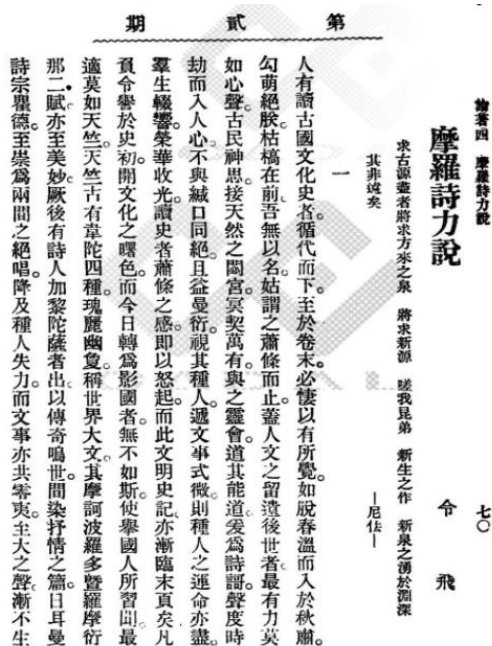 第貳期
論著四　摩羅詩力說　七〇
摩羅詩力說　令飛
求古源盡者將求方來之泉　將求新源　嗟我昆弟　新生之作　新泉之湧於淵深
其非遠矣　—尼佉—
一
人有讀古國文化史者。循代而下。至於卷末。必悽以有所覺。如脫春溫而入於秋肅。
勾萌絕朕。枯槁在前。吾無以名。姑謂之蕭條而止。蓋人文之留遺後世者。最有力莫
如心聲。古民神思。接天然之閟宮。冥契萬有。與之靈會。道其能道。爰爲詩謌。聲度時
劫而入人心。不與緘口同絕。且益曼衍。視其種人。遞文事式微。則種人之運命亦盡。
羣生輟響。榮華收光。讀史者蕭條之感。即以怒起。而此文明史記。亦漸臨末頁矣。凡
負令譽於史初。開文化之曙色。而今日轉爲影國者。無不如斯。使舉國人所習聞。最
適莫如天竺。天竺古有韋陀四種。瑰麗幽敻。稱世界大文。其摩訶波羅多暨羅摩衍
那二賦。亦至美妙。厥後有詩人加黎陀薩者出。以傳奇鳴世。間染抒情之篇。日耳曼
詩宗瞿德。至崇爲兩間之絕唱。降及種人失力。而文事亦共零夷。至大之聲。漸不生